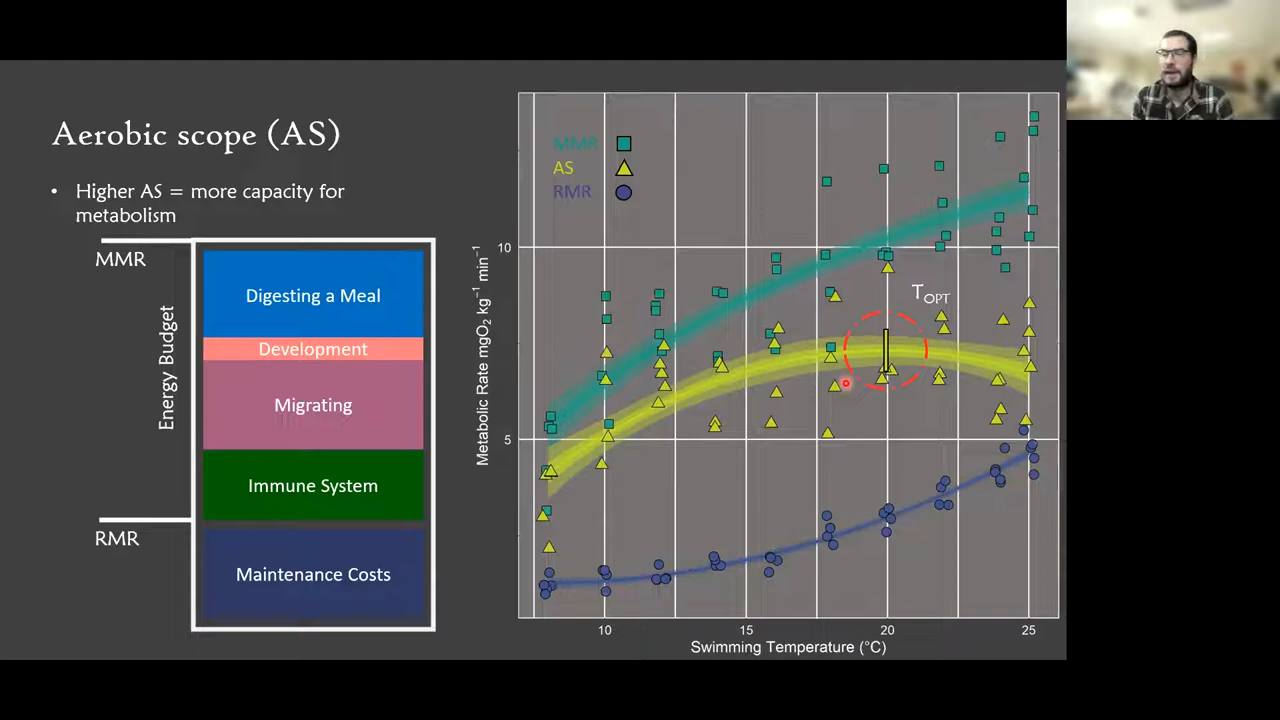 Aerobic scope (AS)
• Higher AS = more capacity for
metabolism
MMR
Energy Budget
RMR
Digesting a Meal
Development
Migrating
Immune System
Maintenance Costs
MMR
AS
RMR
T_OPT
Metabolic Rate mgO₂ kg⁻¹ min⁻¹
10
5
10 15 20 25
Swimming Temperature (°C)